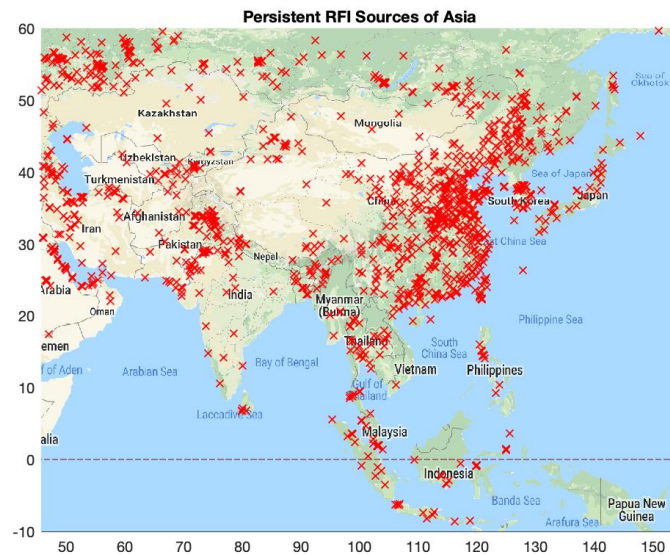 Persistent RFI Sources of Asia
60
50
40
30
20
10
0
-10
50
60
70
80
90
100
110
120
130
140
150
Sea of
Okhotsk
Kazakhstan
Mongolia
Uzbekistan
Kyrgyzstan
Turkmenistan
Sea of Japan
China
South Korea
Japan
Afghanistan
Iran
Pakistan
East China Sea
Nepal
Arabia
Oman
India
Myanmar
(Burma)
Philippine Sea
emen
f of Aden
Arabian Sea
Bay of Bengal
Thailand
South
China Sea
Vietnam
Philippines
Gulf of
Thailand
Laccadive Sea
alia
Malaysia
Indonesia
Banda Sea
Papua New
Guinea
Arafura Sea